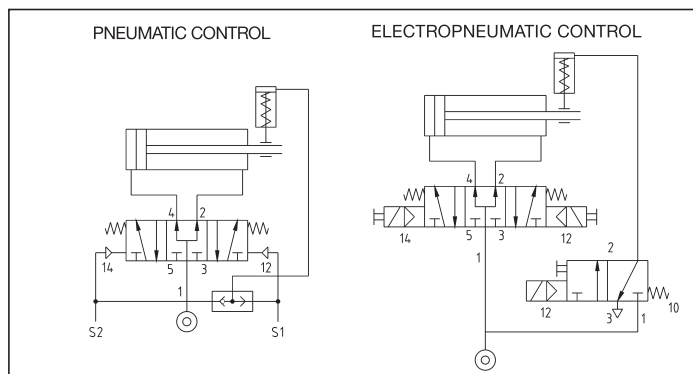 PNEUMATIC CONTROL
ELECTROPNEUMATIC CONTROL
4 2
14 5 3 12
1
S2 S1
4 2
14 5 3 12
1
2
12 3 1 10